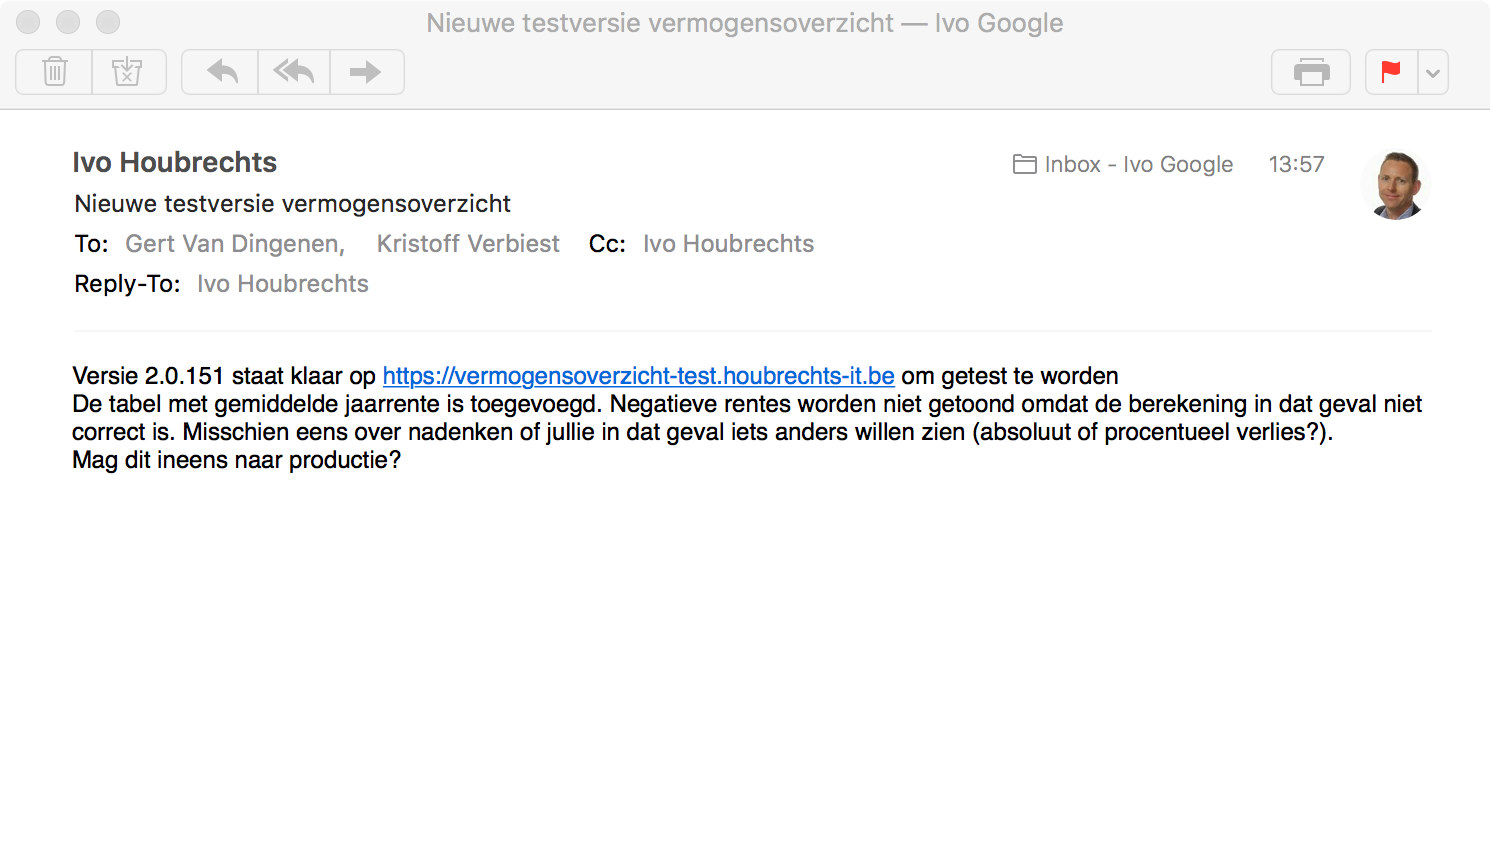 Nieuwe testversie vermogensoverzicht — Ivo Google
Ivo Houbrechts
Inbox - Ivo Google 13:57
Nieuwe testversie vermogensoverzicht
To: Gert Van Dingenen, Kristoff Verbiest Cc: Ivo Houbrechts
Reply-To: Ivo Houbrechts
Versie 2.0.151 staat klaar op https://vermogensoverzicht-test.houbrechts-it.be om getest te worden
De tabel met gemiddelde jaarrente is toegevoegd. Negatieve rentes worden niet getoond omdat de berekening in dat geval niet
correct is. Misschien eens over nadenken of jullie in dat geval iets anders willen zien (absoluut of procentueel verlies?).
Mag dit ineens naar productie?